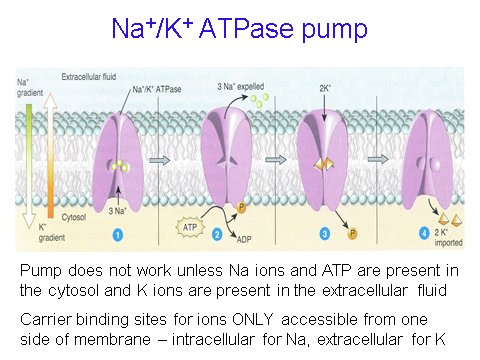 Na⁺/K⁺ ATPase pump
Na⁺
gradient
Extracellular fluid
Na⁺/K⁺ ATPase
3 Na⁺ expelled
2K⁺
3 Na⁺
K⁺
gradient
Cytosol
1
ATP
2
P
ADP
3
P
4
2 K⁺
imported
Pump does not work unless Na ions and ATP are present in
the cytosol and K ions are present in the extracellular fluid
Carrier binding sites for ions ONLY accessible from one
side of membrane – intracellular for Na, extracellular for K